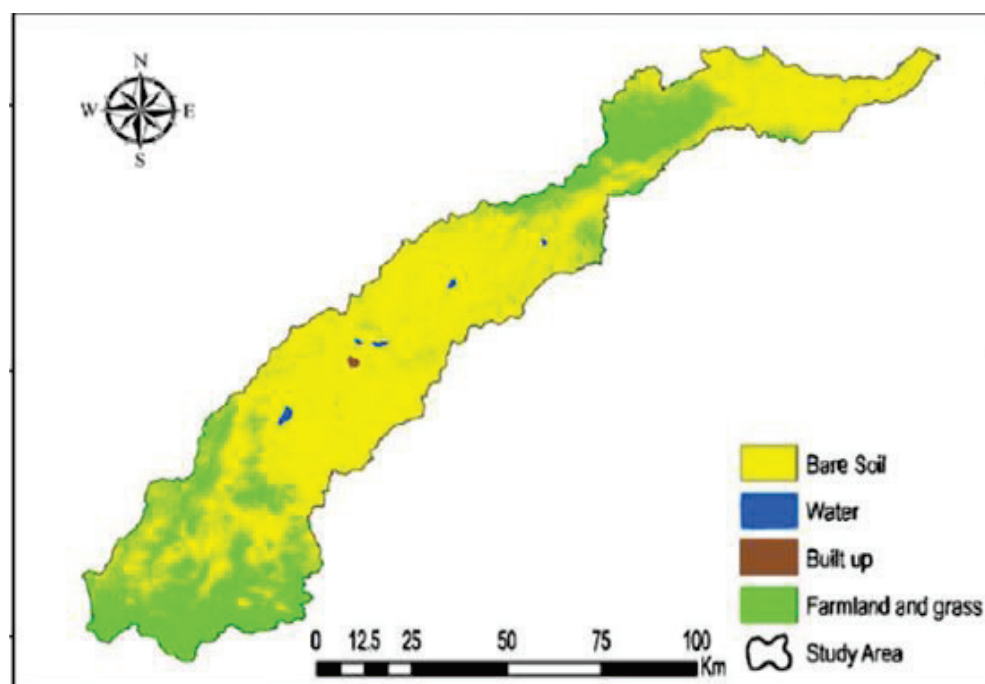 N
W E
S
Bare Soil
Water
Built up
Farmland and grass
Study Area
0 12.5 25 50 75 100
Km